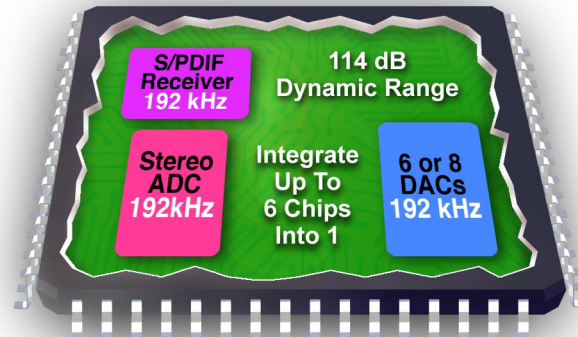 S/PDIF
Receiver
192 kHz
114 dB
Dynamic Range
Stereo
ADC
192kHz
Integrate
Up To
6 Chips
Into 1
6 or 8
DACs
192 kHz